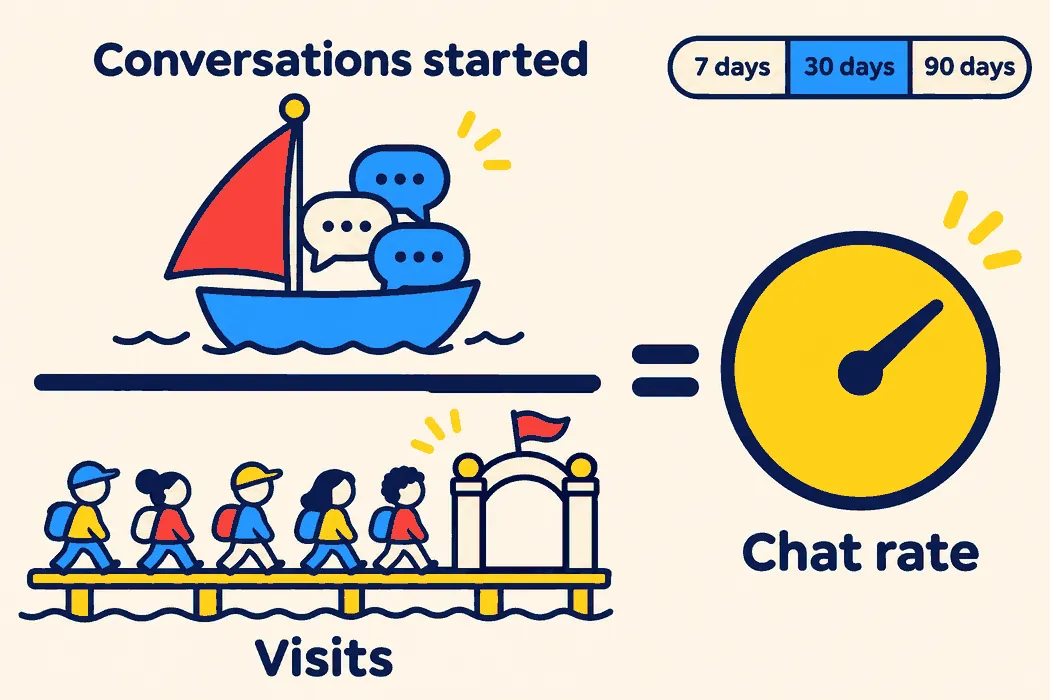 Conversations started
7 days
30 days
90 days
Chat rate
Visits